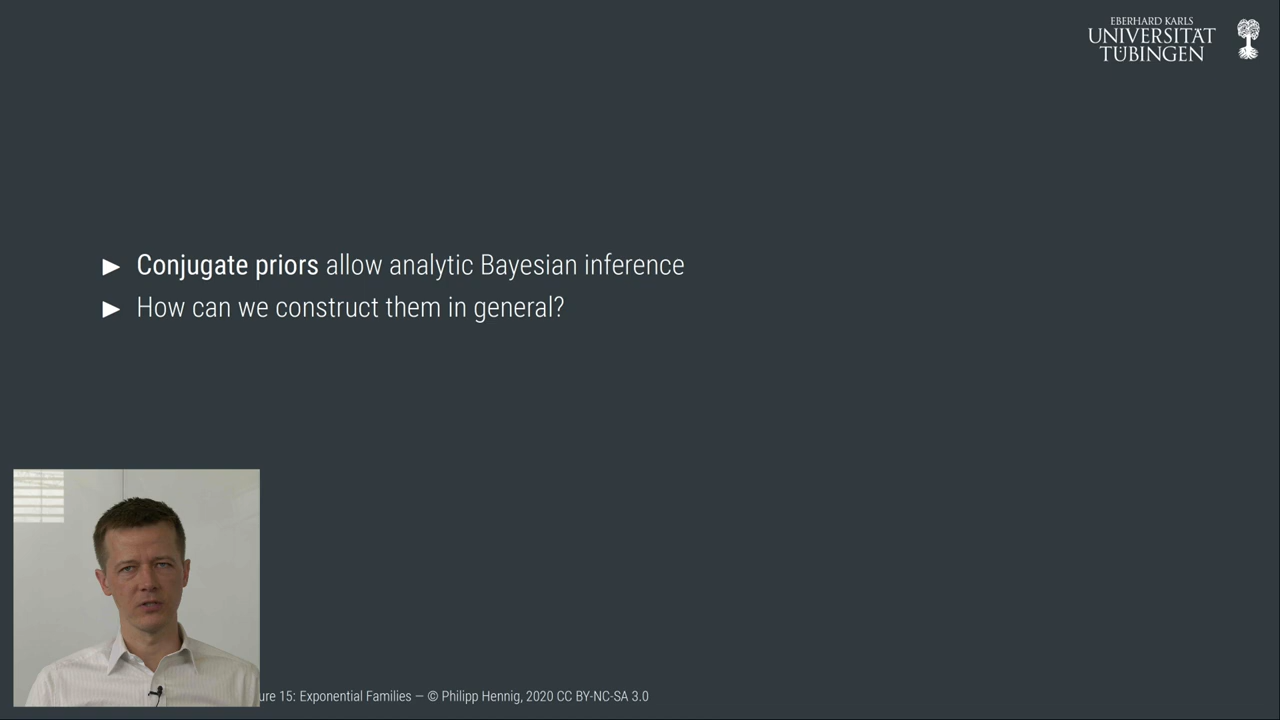 EBERHARD KARLS
UNIVERSITÄT
TÜBINGEN
► Conjugate priors allow analytic Bayesian inference
► How can we construct them in general?
15: Exponential Families — © Philipp Hennig, 2020 CC BY-NC-SA 3.0